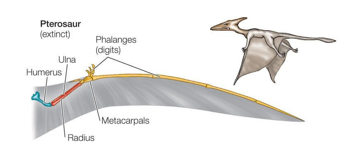 Pterosaur
(extinct)
Phalanges
(digits)
Ulna
Humerus
Metacarpals
Radius